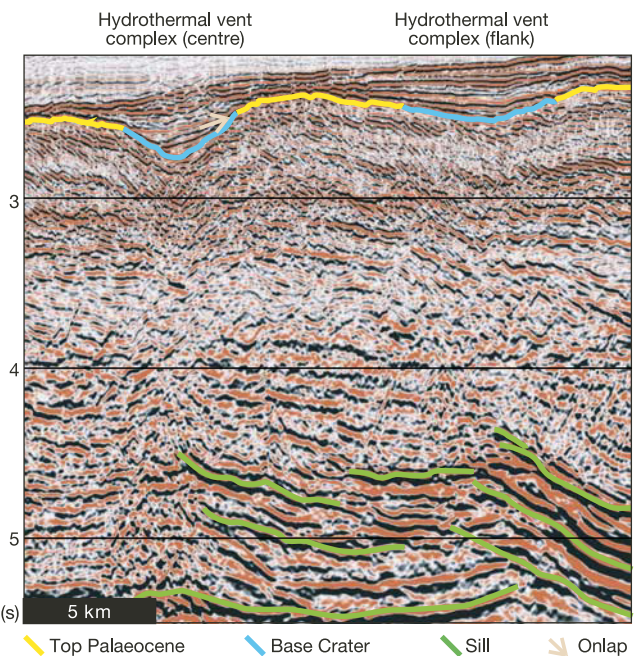 Hydrothermal vent
complex (centre)
Hydrothermal vent
complex (flank)
3
4
5
(s)
5 km
Top Palaeocene
Base Crater
Sill
Onlap